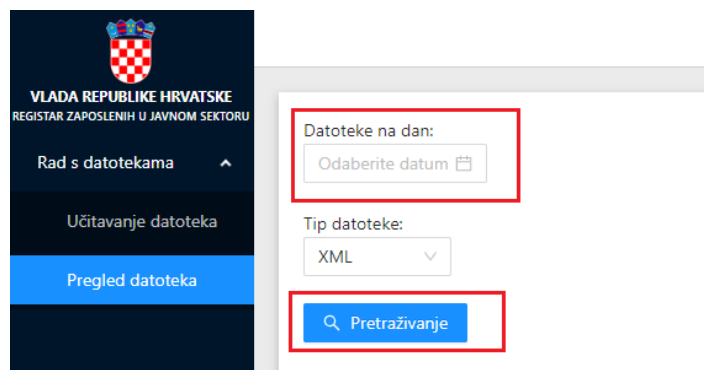 VLADA REPUBLIKE HRVATSKE
REGISTAR ZAPOSLENIH U JAVNOM SEKTORU
Rad s datotekama
Učitavanje datoteka
Pregled datoteka
Datoteke na dan:
Odaberite datum
Tip datoteke:
XML
Pretraživanje